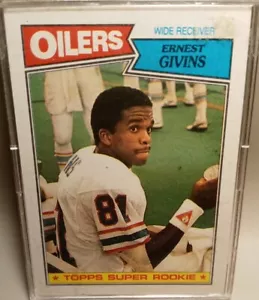 OILERS
WIDE RECEIVER
ERNEST
GIVINS
81
TOPPS SUPER ROOKIE